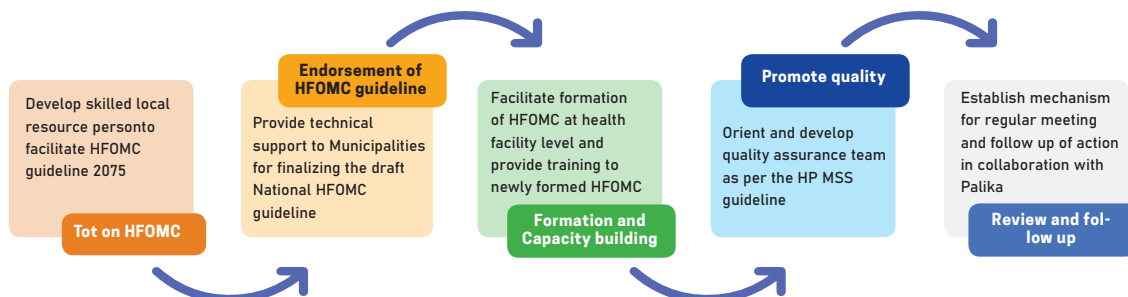 Develop skilled local
resource personto
facilitate HFOMC
guideline 2075
Tot on HFOMC
Endorsement of
HFOMC guideline
Provide technical
support to Municipalities
for finalizing the draft
National HFOMC
guideline
Facilitate formation
of HFOMC at health
facility level and
provide training to
newly formed HFOMC
Formation and
Capacity building
Promote quality
Orient and develop
quality assurance team
as per the HP MSS
guideline
Establish mechanism
for regular meeting
and follow up of action
in collaboration with
Palika
Review and fol-
low up